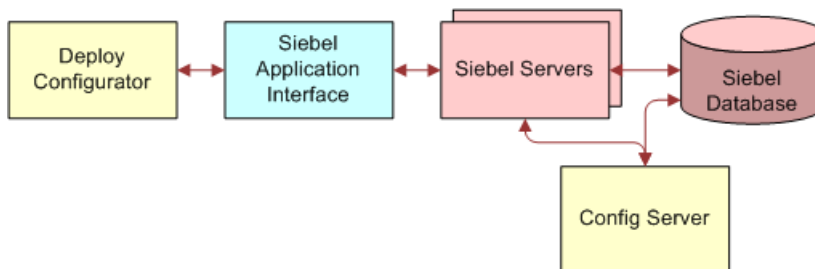 Deploy
Configurator
Siebel
Application
Interface
Siebel Servers
Siebel
Database
Config Server